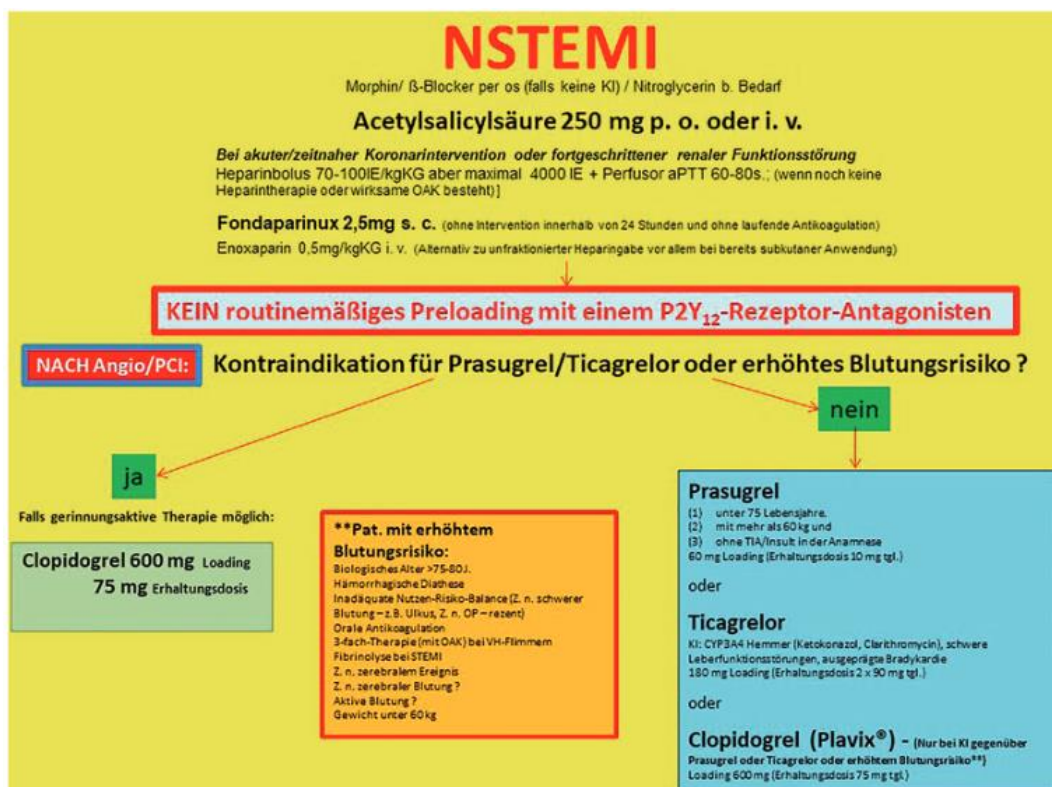 NSTEMI
Morphin/ ß-Blocker per os (falls keine KI) / Nitroglycerin b. Bedarf
Acetylsalicylsäure 250 mg p. o. oder i. v.
Bei akuter/zeitnaher Koronarintervention oder fortgeschrittener renaler Funktionsstörung
Heparinbolus 70-100IE/kgKG aber maximal 4000 IE + Perfusor aPTT 60-80s.; (wenn noch keine
Heparintherapie oder wirksame OAK besteht)]
Fondaparinux 2,5mg s. c. (ohne Intervention innerhalb von 24 Stunden und ohne laufende Antikoagulation)
Enoxaparin 0,5mg/kgKG i. v. (Alternativ zu unfraktionierter Heparingabe vor allem bei bereits subkutaner Anwendung)
KEIN routinemäßiges Preloading mit einem P2Y12-Rezeptor-Antagonisten
NACH Angio/PCI: Kontraindikation für Prasugrel/Ticagrelor oder erhöhtes Blutungsrisiko ?
nein
ja
Falls gerinnungsaktive Therapie möglich:
Clopidogrel 600 mg Loading
75 mg Erhaltungsdosis
**Pat. mit erhöhtem
Blutungsrisiko:
Biologisches Alter >75-80J.
Hämorrhagische Diathese
Inadäquate Nutzen-Risiko-Balance (Z. n. schwerer
Blutung – z.B. Ulkus, Z. n. OP – rezent)
Orale Antikoagulation
3-fach-Therapie (mit OAK) bei VH-Flimmern
Fibrinolyse bei STEMI
Z. n. zerebralem Ereignis
Z. n. zerebraler Blutung ?
Aktive Blutung ?
Gewicht unter 60 kg
Prasugrel
(1) unter 75 Lebensjahre,
(2) mit mehr als 60 kg und
(3) ohne TIA/Insult in der Anamnese
60 mg Loading (Erhaltungsdosis 10 mg tgl.)
oder
Ticagrelor
KI: CYP3A4 Hemmer (Ketokonazol, Clarithromycin), schwere
Leberfunktionsstörungen, ausgeprägte Bradykardie
180 mg Loading (Erhaltungsdosis 2 x 90 mg tgl.)
oder
Clopidogrel (Plavix®) - (Nur bei KI gegenüber
Prasugrel oder Ticagrelor oder erhöhtem Blutungsrisiko**)
Loading 600 mg (Erhaltungsdosis 75 mg tgl.)